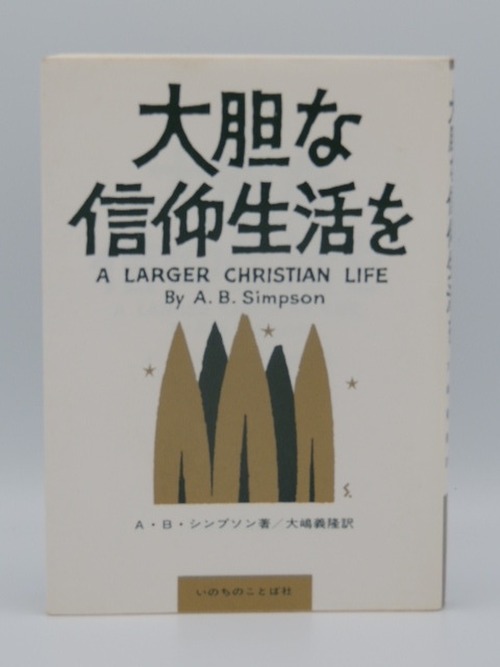 大胆な
信仰生活を
A LARGER CHRISTIAN LIFE
By A. B. Simpson
S.
A・B・シンプソン著／大嶋義隆訳
いのちのことば社